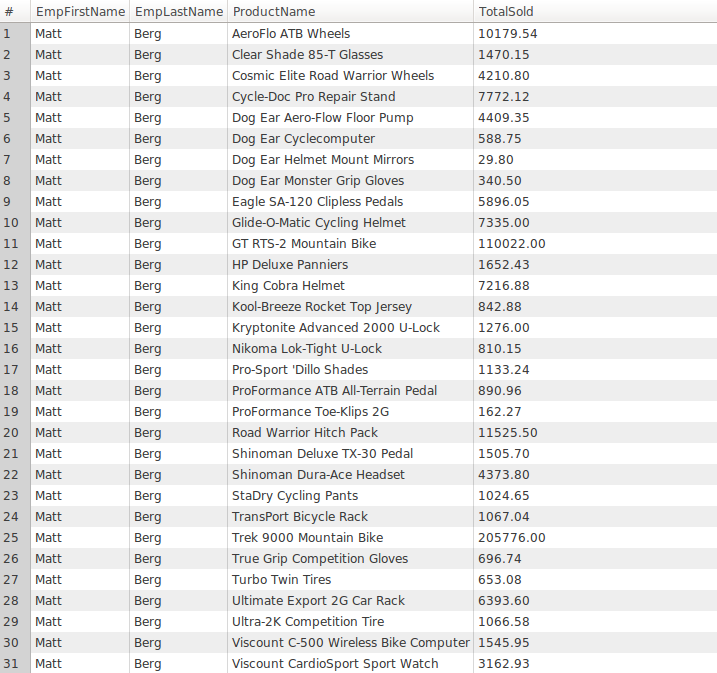 # EmpFirstName EmpLastName ProductName TotalSold
1 Matt Berg AeroFlo ATB Wheels 10179.54
2 Matt Berg Clear Shade 85-T Glasses 1470.15
3 Matt Berg Cosmic Elite Road Warrior Wheels 4210.80
4 Matt Berg Cycle-Doc Pro Repair Stand 7772.12
5 Matt Berg Dog Ear Aero-Flow Floor Pump 4409.35
6 Matt Berg Dog Ear Cyclecomputer 588.75
7 Matt Berg Dog Ear Helmet Mount Mirrors 29.80
8 Matt Berg Dog Ear Monster Grip Gloves 340.50
9 Matt Berg Eagle SA-120 Clipless Pedals 5896.05
10 Matt Berg Glide-O-Matic Cycling Helmet 7335.00
11 Matt Berg GT RTS-2 Mountain Bike 110022.00
12 Matt Berg HP Deluxe Panniers 1652.43
13 Matt Berg King Cobra Helmet 7216.88
14 Matt Berg Kool-Breeze Rocket Top Jersey 842.88
15 Matt Berg Kryptonite Advanced 2000 U-Lock 1276.00
16 Matt Berg Nikoma Lok-Tight U-Lock 810.15
17 Matt Berg Pro-Sport 'Dillo Shades 1133.24
18 Matt Berg ProFormance ATB All-Terrain Pedal 890.96
19 Matt Berg ProFormance Toe-Klips 2G 162.27
20 Matt Berg Road Warrior Hitch Pack 11525.50
21 Matt Berg Shinoman Deluxe TX-30 Pedal 1505.70
22 Matt Berg Shinoman Dura-Ace Headset 4373.80
23 Matt Berg StaDry Cycling Pants 1024.65
24 Matt Berg TransPort Bicycle Rack 1067.04
25 Matt Berg Trek 9000 Mountain Bike 205776.00
26 Matt Berg True Grip Competition Gloves 696.74
27 Matt Berg Turbo Twin Tires 653.08
28 Matt Berg Ultimate Export 2G Car Rack 6393.60
29 Matt Berg Ultra-2K Competition Tire 1066.58
30 Matt Berg Viscount C-500 Wireless Bike Computer 1545.95
31 Matt Berg Viscount CardioSport Sport Watch 3162.93